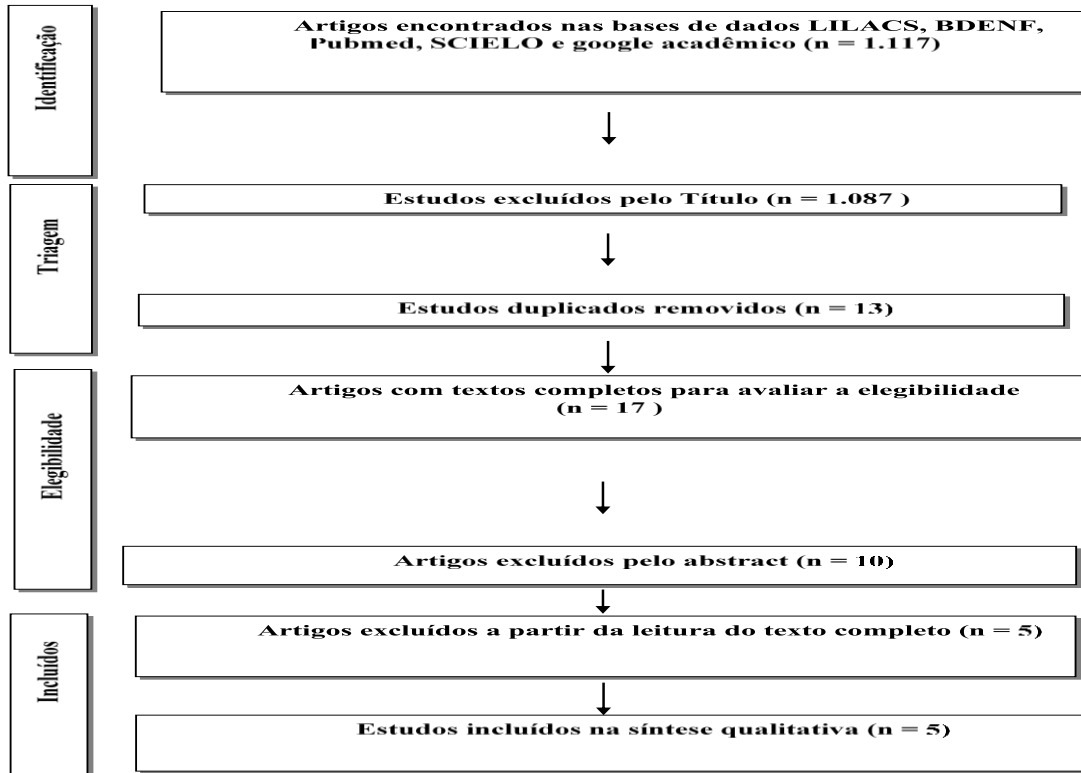 Identificação
Artigos encontrados nas bases de dados LILACS, BDENF,
Pubmed, SCIELO e google acadêmico (n = 1.117)
Triagem
Estudos excluídos pelo Título (n = 1.087 )
Estudos duplicados removidos (n = 13)
Elegibilidade
Artigos com textos completos para avaliar a elegibilidade
(n = 17 )
Artigos excluídos pelo abstract (n = 10)
Incluídos
Artigos excluídos a partir da leitura do texto completo (n = 5)
Estudos incluídos na síntese qualitativa (n = 5)